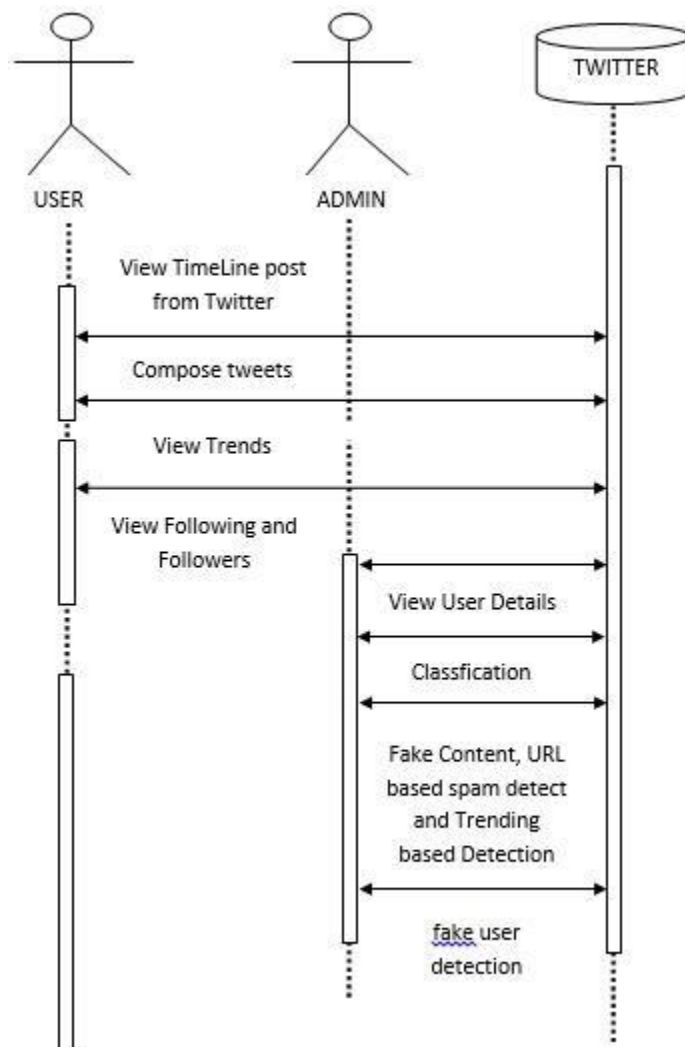 TWITTER
USER
ADMIN
View TimeLine post
from Twitter
Compose tweets
View Trends
View Following and
Followers
View User Details
Classfication
Fake Content, URL
based spam detect
and Trending
based Detection
fake user
detection